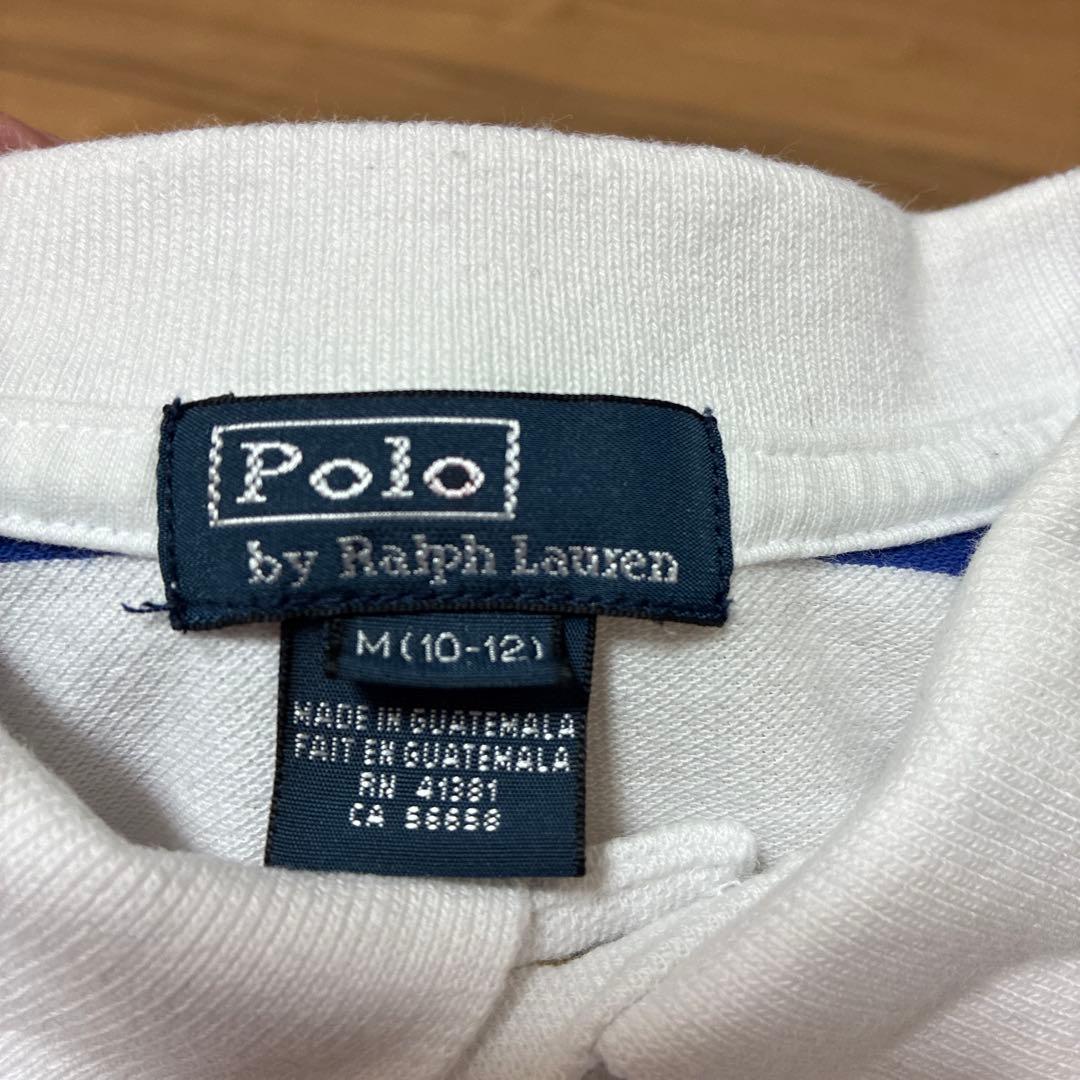 Polo
by Ralph Lauren
M(10-12)
MADE IN GUATEMALA
FAIT EN GUATEMALA
RN 41381
CA 56658